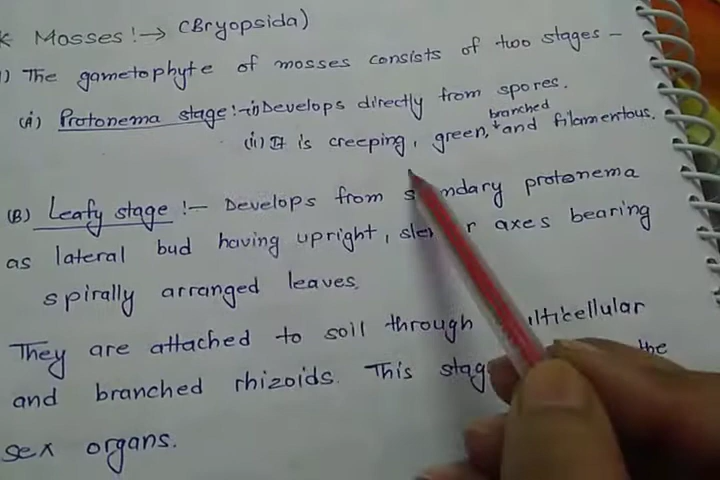 Mosses :→ (Bryopsida)
) The gametophyte of mosses consists of two stages –
(A) Protonema stage :- (i) Develops directly from spores.
(ii) It is creeping, green, branched and filamentous.
(B) Leafy stage :– Develops from protonema
as lateral bud having upright, axes bearing
spirally arranged leaves.
They are attached to soil through
and branched rhizoids. This the
sex organs.